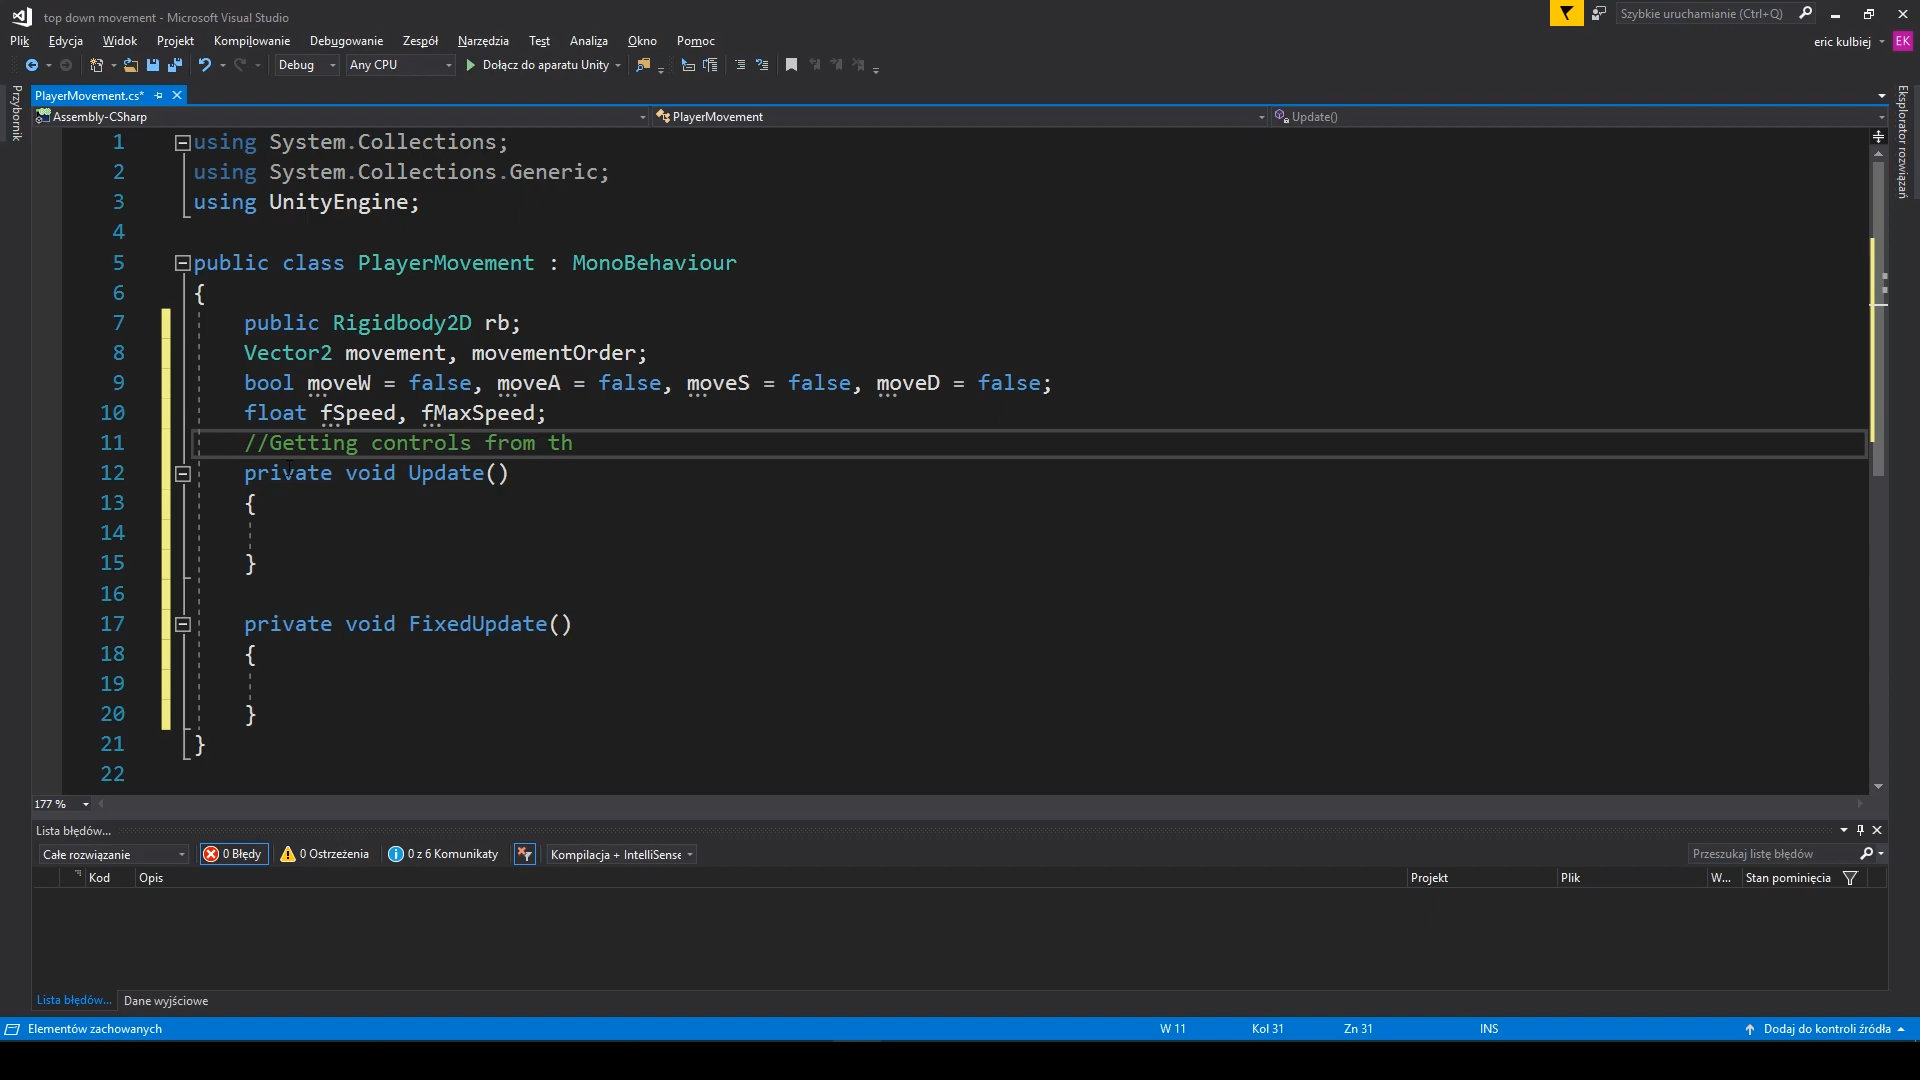 top down movement - Microsoft Visual Studio
Szybkie uruchamianie (Ctrl+Q)
Plik Edycja Widok Projekt Kompilowanie Debugowanie Zespół Narzędzia Test Analiza Okno Pomoc
eric kulbiej EK
Debug Any CPU Dołącz do aparatu Unity
Przybornik
PlayerMovement.cs*
Eksplorator rozwiązań
Assembly-CSharp PlayerMovement Update()
1 using System.Collections;
2 using System.Collections.Generic;
3 using UnityEngine;
4
5 public class PlayerMovement : MonoBehaviour
6 {
7 public Rigidbody2D rb;
8 Vector2 movement, movementOrder;
9 bool moveW = false, moveA = false, moveS = false, moveD = false;
10 float fSpeed, fMaxSpeed;
11 //Getting controls from th
12 private void Update()
13 {
14
15 }
16
17 private void FixedUpdate()
18 {
19
20 }
21 }
22
177 %
Lista błędów...
Całe rozwiązanie 0 Błędy 0 Ostrzeżenia 0 z 6 Komunikaty Kompilacja + IntelliSense Przeszukaj listę błędów
Kod Opis Projekt Plik W... Stan pominięcia
Lista błędów... Dane wyjściowe
Elementów zachowanych W 11 Kol 31 Zn 31 INS Dodaj do kontroli źródła